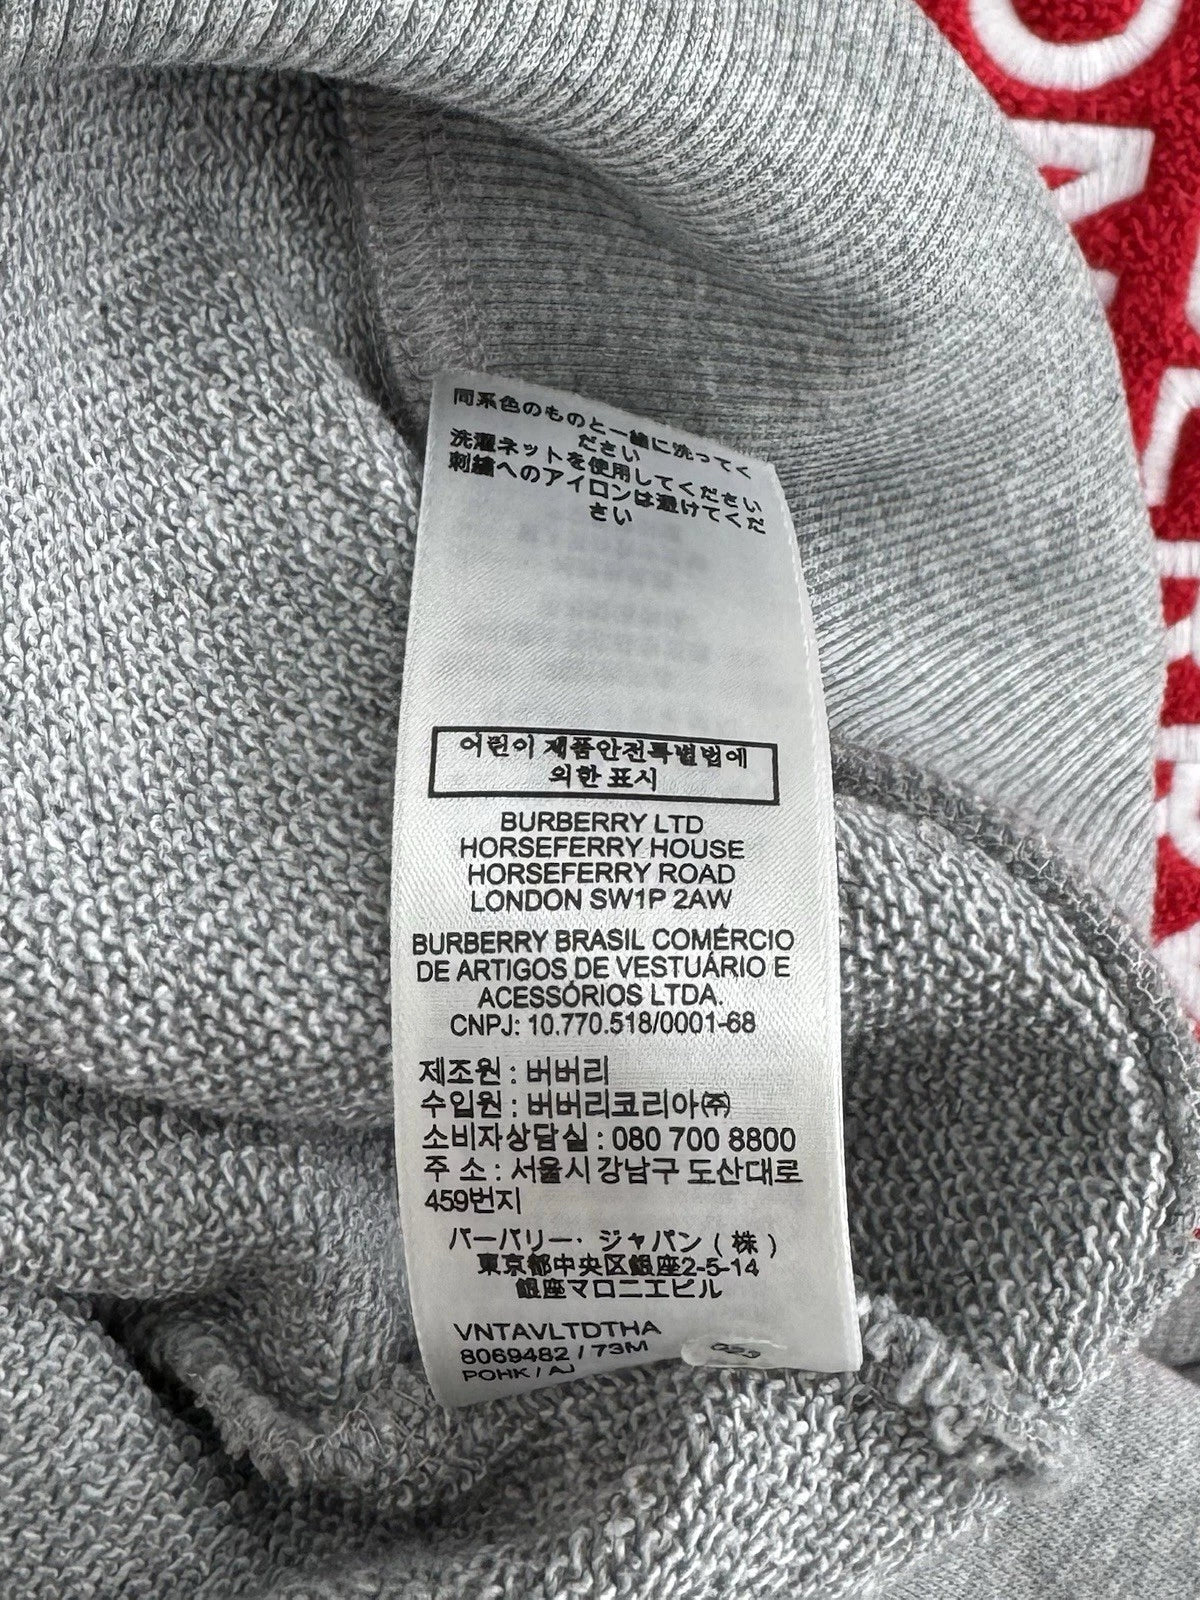 同系色のものと一緒に洗ってく
ださい
洗濯ネットを使用してください
刺繍へのアイロンは避けてくだ
さい
어린이 제품안전특별법에
의한 표시
BURBERRY LTD
HORSEFERRY HOUSE
HORSEFERRY ROAD
LONDON SW1P 2AW
BURBERRY BRASIL COMÉRCIO
DE ARTIGOS DE VESTUÁRIO E
ACESSÓRIOS LTDA.
CNPJ: 10.770.518/0001-68
제조원 : 버버리
수입원 : 버버리코리아㈜
소비자상담실 : 080 700 8800
주 소 : 서울시 강남구 도산대로
459번지
バーバリー・ジャパン ( 株 )
東京都中央区銀座2-5-14
銀座マロニエビル
VNTAVLTDTHA
8069482 / 73M
POHK / AJ